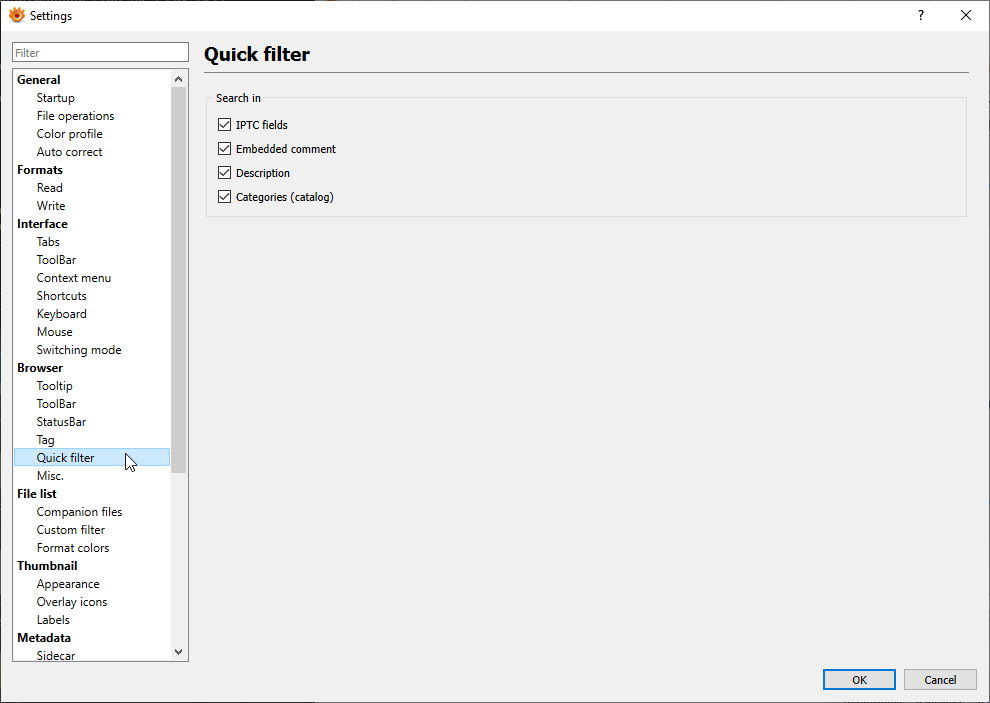 Settings
?
Filter
General
Startup
File operations
Color profile
Auto correct
Formats
Read
Write
Interface
Tabs
ToolBar
Context menu
Shortcuts
Keyboard
Mouse
Switching mode
Browser
Tooltip
ToolBar
StatusBar
Tag
Quick filter
Misc.
File list
Companion files
Custom filter
Format colors
Thumbnail
Appearance
Overlay icons
Labels
Metadata
Sidecar
Quick filter
Search in
IPTC fields
Embedded comment
Description
Categories (catalog)
OK
Cancel